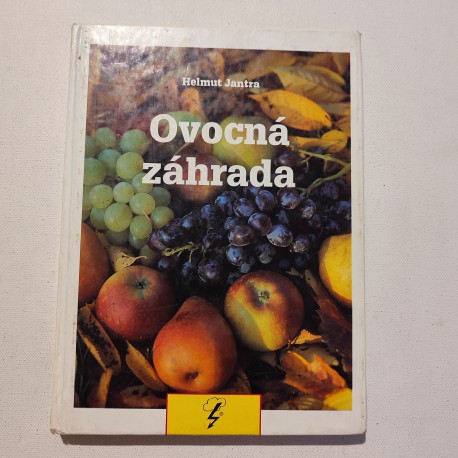 Helmut Jantra
Ovocná
záhrada